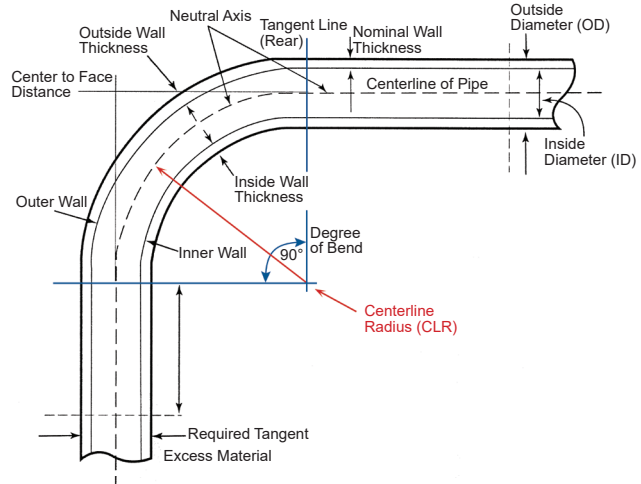 Outside Wall
Thickness
Neutral Axis
Tangent Line
(Rear)
Nominal Wall
Thickness
Outside
Diameter (OD)
Center to Face
Distance
Centerline of Pipe
Inside
Diameter (ID)
Inside Wall
Thickness
Outer Wall
Inner Wall
90°
Degree
of Bend
Centerline
Radius (CLR)
Required Tangent
Excess Material